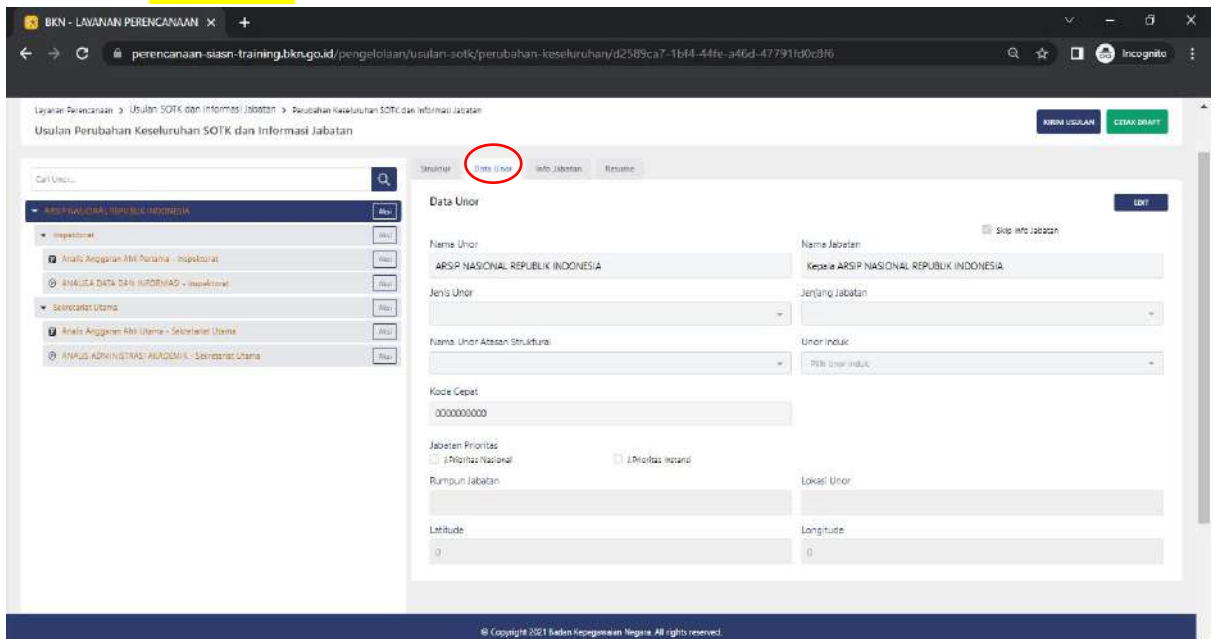 BKN - LAYANAN PERENCANAAN
perencanaan-siasn-training.bkn.go.id/pengelolaan/usulan-sotk/perubahan-keseluruhan/d2589ca7-1bf4-44fe-a46d-47791fd0c8f6
Incognito
Layanan Perencanaan > Usulan SOTK dan Informasi Jabatan > Perubahan Keseluruhan SOTK dan Informasi Jabatan
Usulan Perubahan Keseluruhan SOTK dan Informasi Jabatan
KIRIM USULAN CETAK DRAFT
Cari Unor...
ARSIP NASIONAL REPUBLIK INDONESIA Aksi
Inspektorat Aksi
Analis Anggaran Ahli Pertama - Inspektorat Aksi
ANALISA DATA DAN INFORMASI - Inspektorat Aksi
Sekretariat Utama Aksi
Analis Anggaran Ahli Utama - Sekretariat Utama Aksi
ANALIS ADMINISTRASI AKADEMIK - Sekretariat Utama Aksi
Struktur Data Unor Info Jabatan Resume
Data Unor EDIT
Skip Info Jabatan
Nama Unor Nama Jabatan
ARSIP NASIONAL REPUBLIK INDONESIA Kepala ARSIP NASIONAL REPUBLIK INDONESIA
Jenis Unor Jenjang Jabatan
Nama Unor Atasan Struktural Unor Induk
Pilih unor induk
Kode Cepat
0000000000
Jabatan Prioritas
J.Prioritas Nasional J.Prioritas Instansi
Rumpun Jabatan Lokasi Unor
Latitude Longitude
0 0
© Copyright 2021 Badan Kepegawaian Negara. All rights reserved.